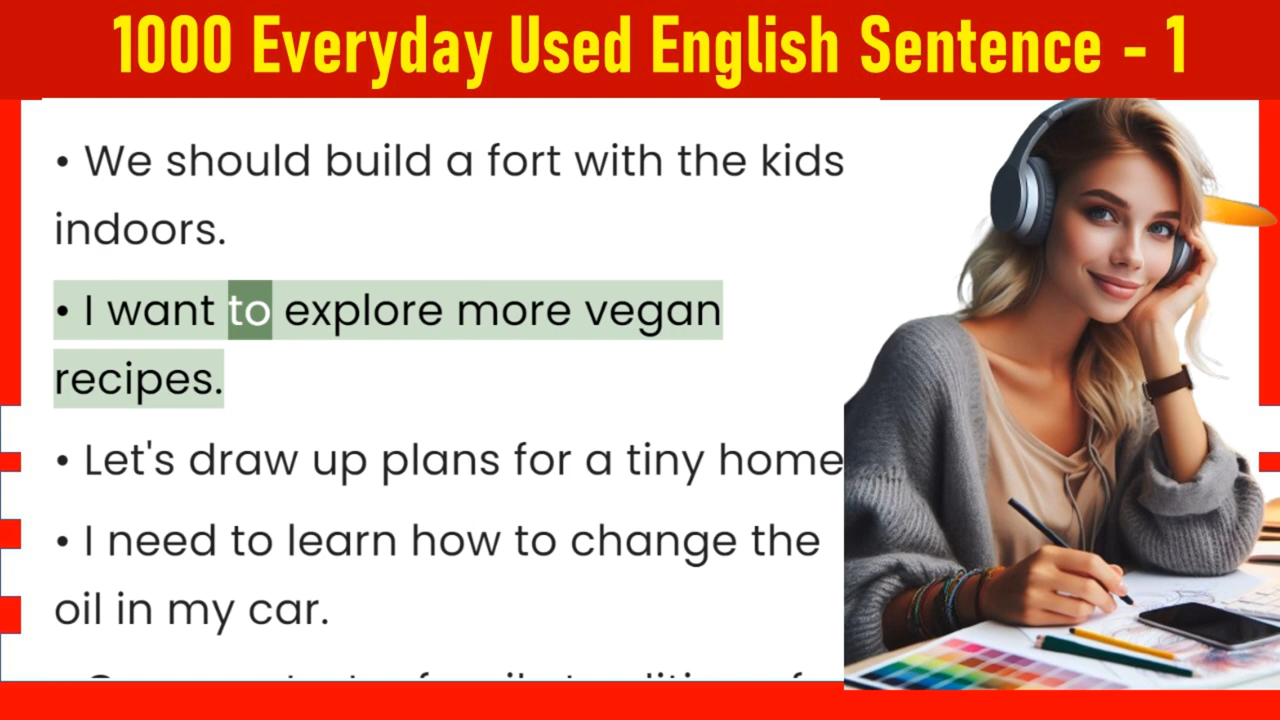 1000 Everyday Used English Sentence - 1
• We should build a fort with the kids
indoors.
• I want to explore more vegan
recipes.
• Let's draw up plans for a tiny home
• I need to learn how to change the
oil in my car.